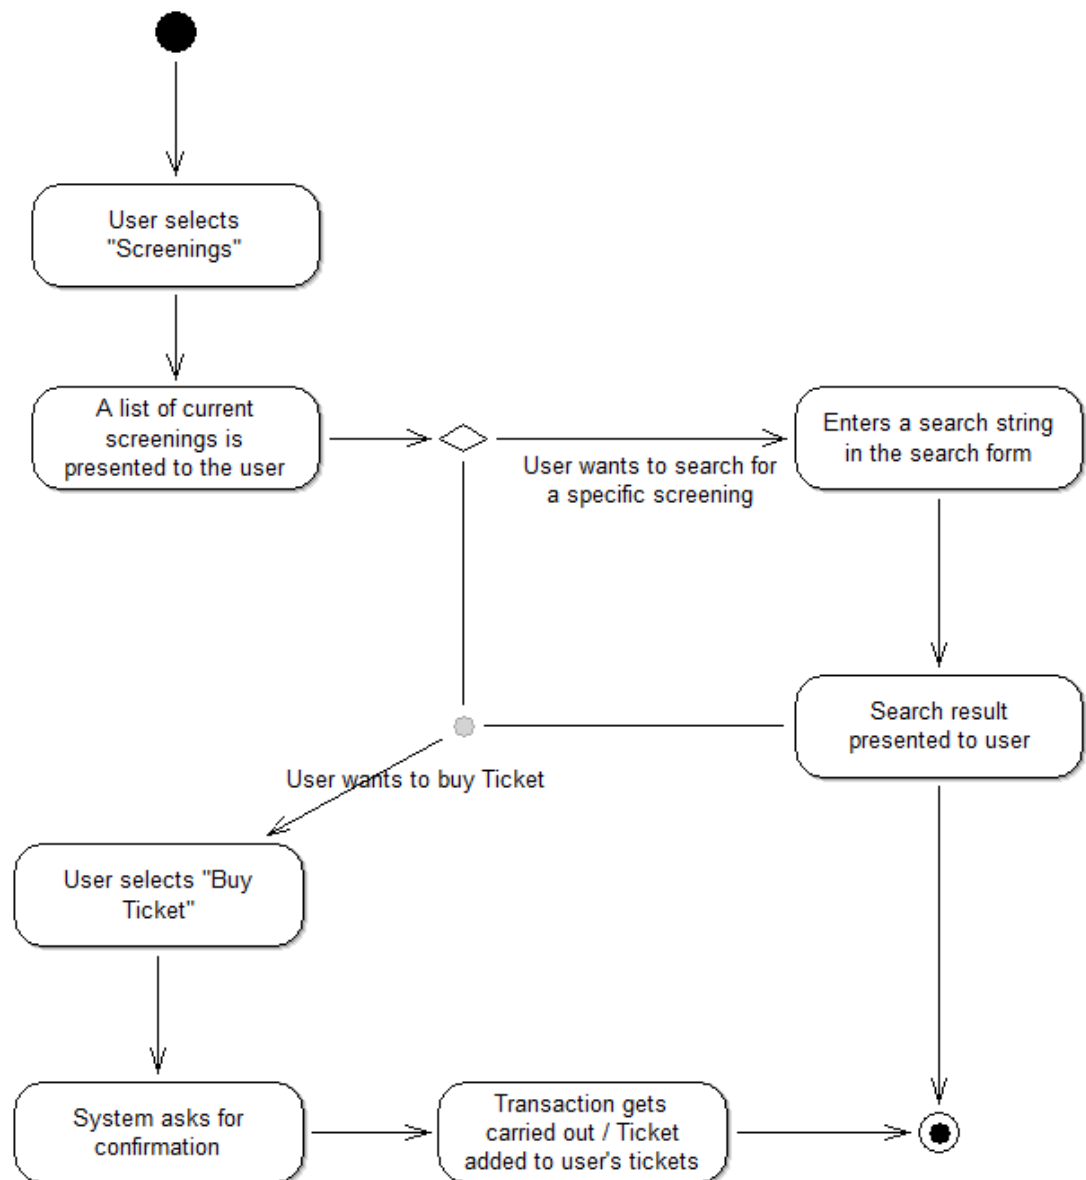 User selects
"Screenings"
A list of current
screenings is
presented to the user
User wants to search for
a specific screening
Enters a search string
in the search form
Search result
presented to user
User wants to buy Ticket
User selects "Buy
Ticket"
System asks for
confirmation
Transaction gets
carried out / Ticket
added to user's tickets